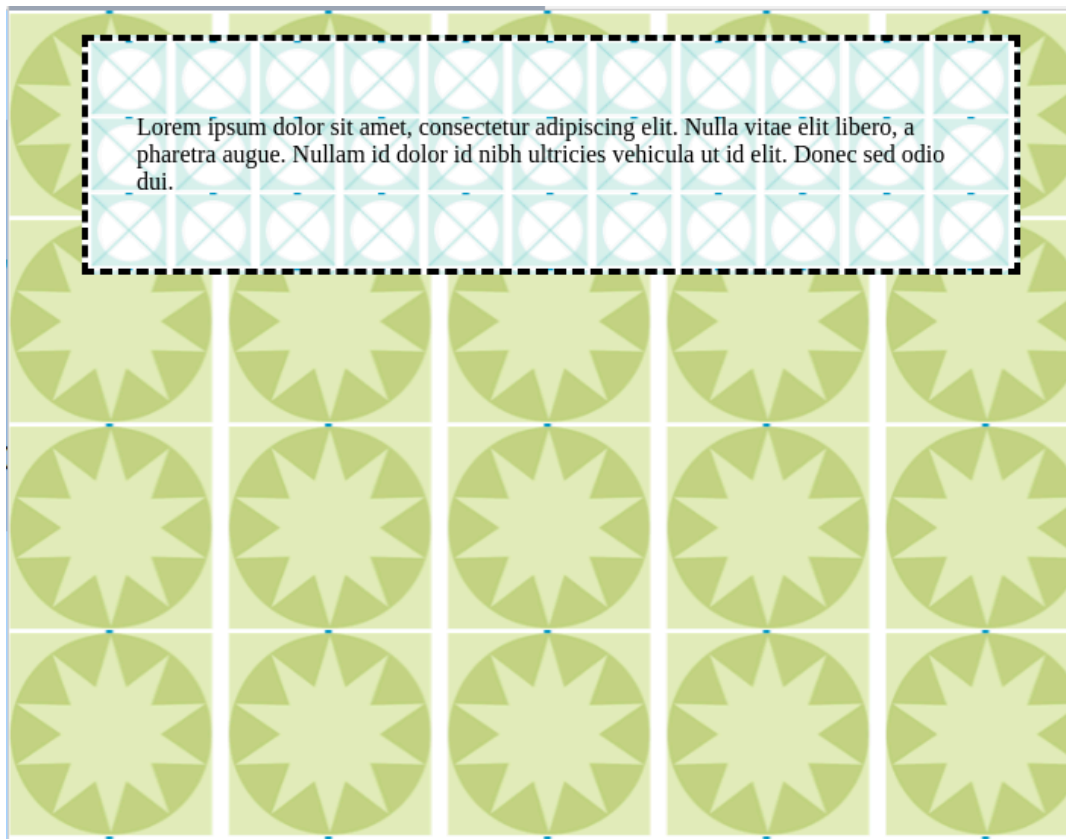 Lorem ipsum dolor sit amet, consectetur adipiscing elit. Nulla vitae elit libero, a
pharetra augue. Nullam id dolor id nibh ultricies vehicula ut id elit. Donec sed odio
dui.